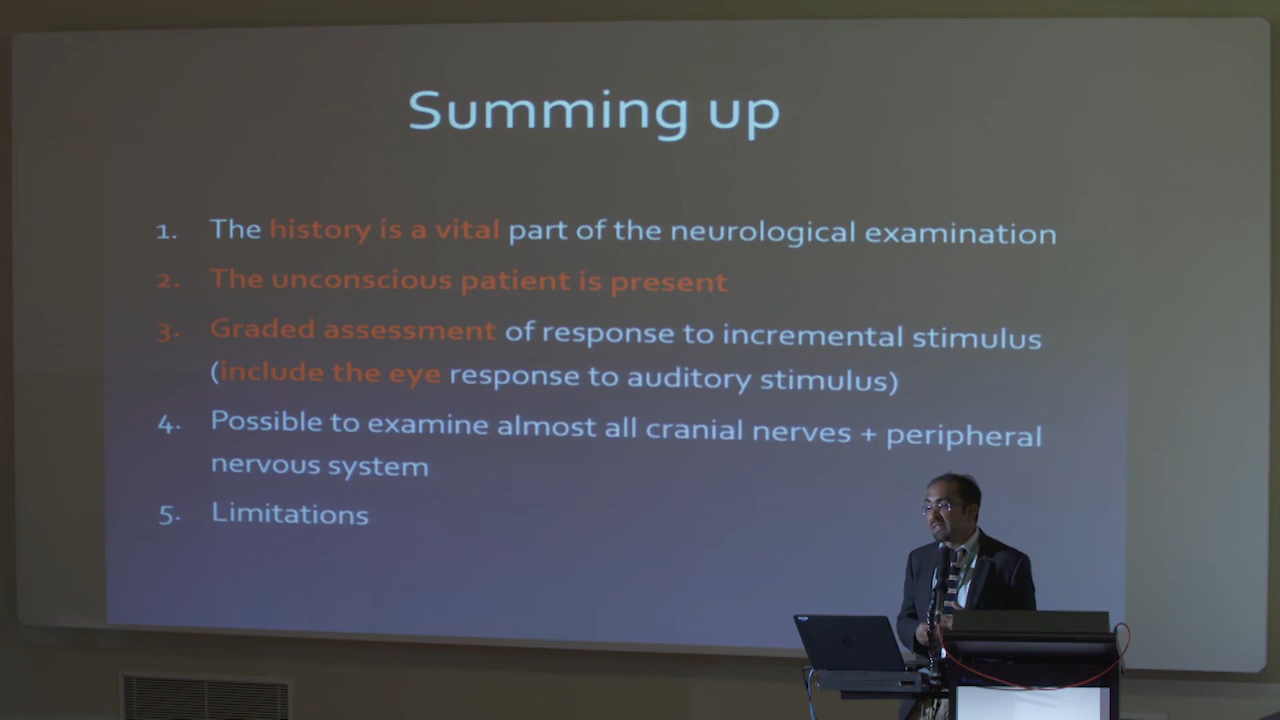 Summing up
1. The history is a vital part of the neurological examination
2. The unconscious patient is present
3. Graded assessment of response to incremental stimulus
(include the eye response to auditory stimulus)
4. Possible to examine almost all cranial nerves + peripheral
nervous system
5. Limitations